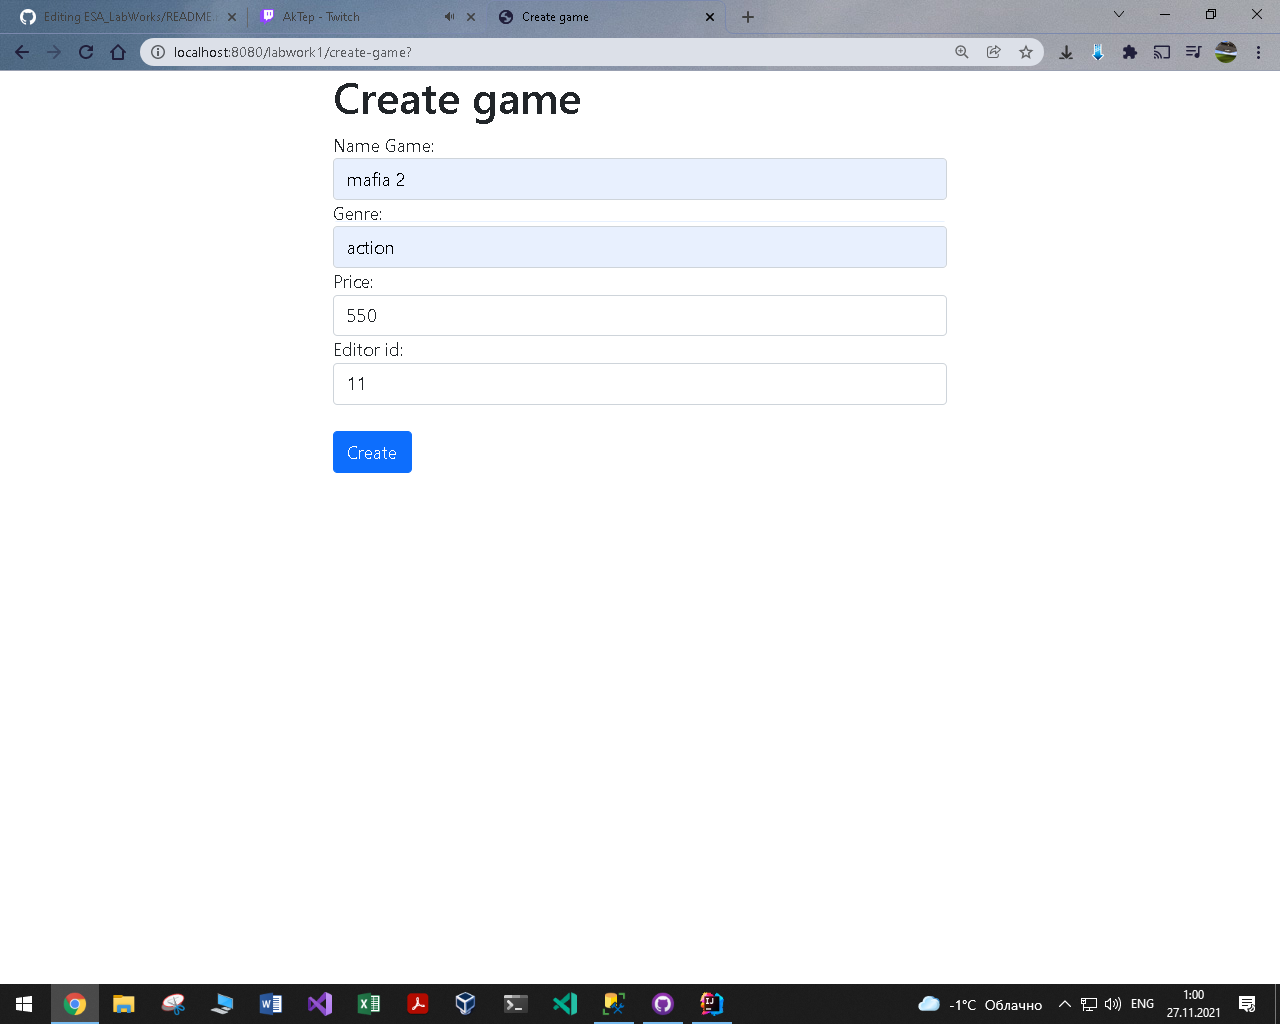 Editing ESA_LabWorks/README.
AkTep - Twitch
Create game
localhost:8080/labwork1/create-game?
Create game
Name Game:
mafia 2
Genre:
action
Price:
550
Editor id:
11
Create
-1°C Облачно
ENG
1:00
27.11.2021